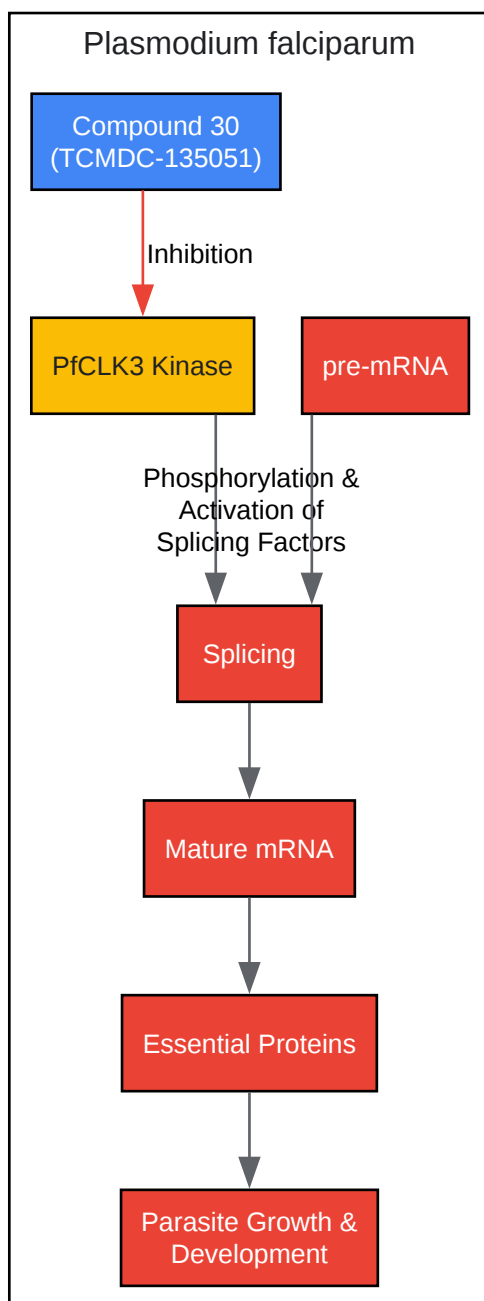 Plasmodium falciparum
Compound 30
(TCMDC-135051)
Inhibition
PfCLK3 Kinase
pre-mRNA
Phosphorylation &
Activation of
Splicing Factors
Splicing
Mature mRNA
Essential Proteins
Parasite Growth &
Development